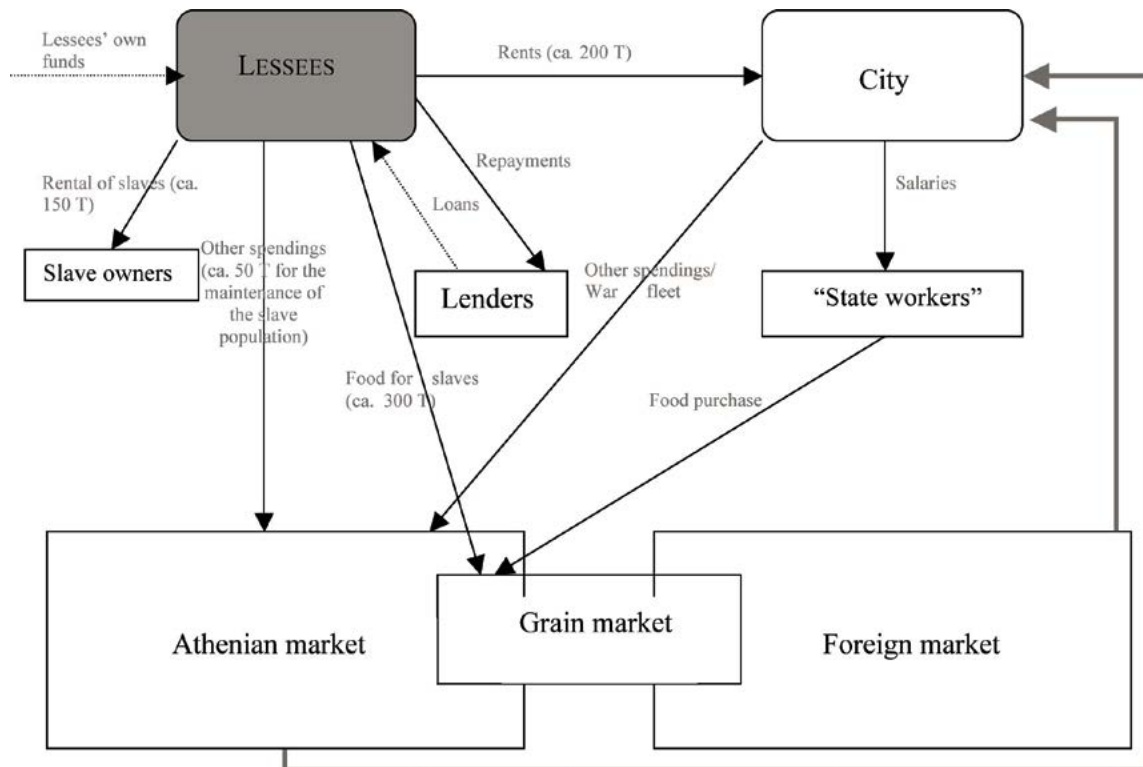 Lessees’ own
funds
LESSEES
Rents (ca. 200 T)
City
Repayments
Rental of slaves (ca.
150 T)
Loans
Salaries
Slave owners
Other spendings
(ca. 50 T for the
maintenance of
the slave
population)
Lenders
Other spendings/
War fleet
“State workers”
Food for slaves
(ca. 300 T)
Food purchase
Athenian market
Grain market
Foreign market